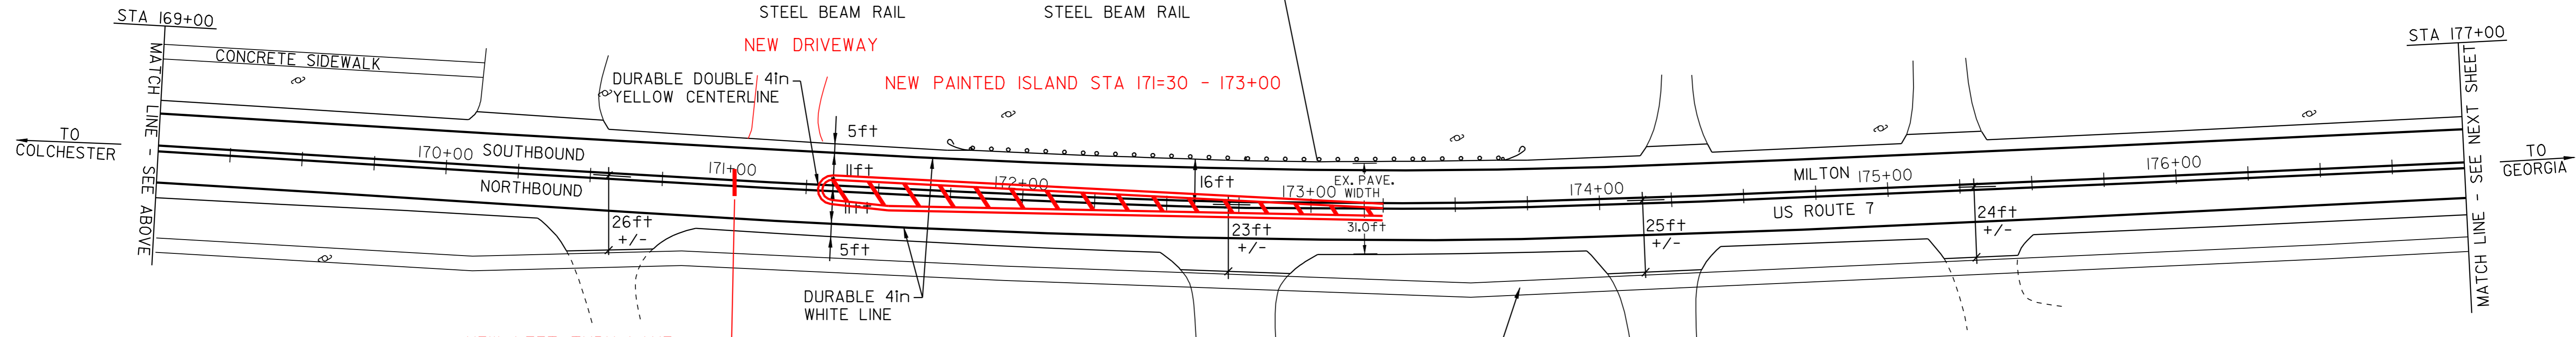 STA 169+00
STEEL BEAM RAIL
STEEL BEAM RAIL
STA 177+00
NEW DRIVEWAY
CONCRETE SIDEWALK
DURABLE DOUBLE 4in
YELLOW CENTERLINE
NEW PAINTED ISLAND STA 171=30 - 173+00
MATCH LINE - SEE ABOVE
TO
COLCHESTER
5ft
170+00
SOUTHBOUND
171+00
11ft
172+00
16ft
173+00
EX. PAVE.
WIDTH
174+00
MILTON
175+00
176+00
TO
GEORGIA
NORTHBOUND
11ft
US ROUTE 7
26ft
+/-
5ft
23ft
+/-
31.0ft
25ft
+/-
24ft
+/-
DURABLE 4in
WHITE LINE
MATCH LINE - SEE NEXT SHEET